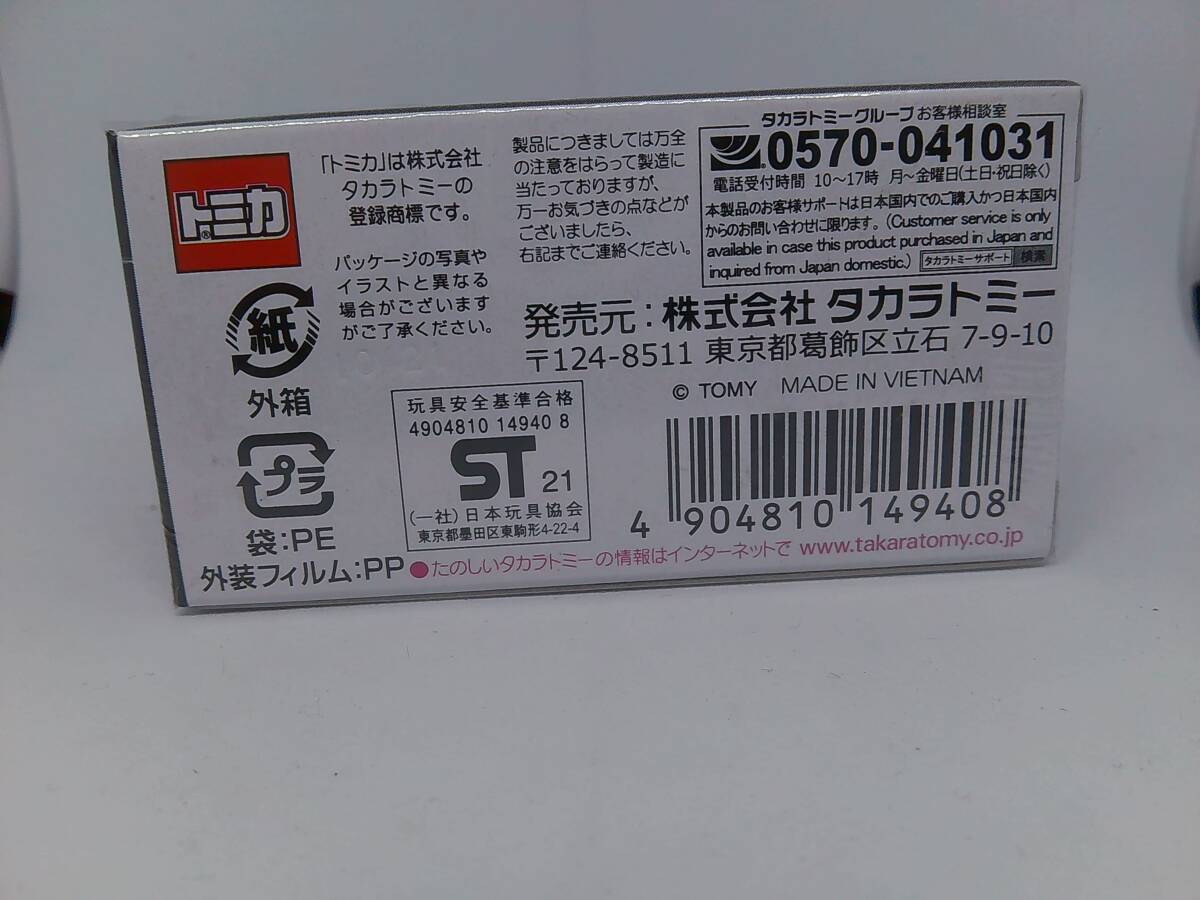 トミカ®
「トミカ」は株式会社
タカラトミーの
登録商標です。
パッケージの写真や
イラストと異なる
場合がございます
がご了承ください。
製品につきましては万全
の注意をはらって製造に
当たっておりますが、
万一お気づきの点などが
ございましたら、
右記までご連絡ください。
タカラトミーグループお客様相談室
0570-041031
電話受付時間 10〜17時 月〜金曜日(土日・祝日除く)
本製品のお客様サポートは日本国内でのご購入かつ日本国内
からのお問い合わせに限ります。(Customer service is only
available in case this product purchased in Japan and
inquired from Japan domestic.) タカラトミーサポート 検索
発売元:株式会社 タカラトミー
〒124-8511 東京都葛飾区立石 7-9-10
© TOMY MADE IN VIETNAM
紙
外箱
プラ
袋:PE
外装フィルム:PP
玩具安全基準合格
4904810 14940 8
ST 21
(一社)日本玩具協会
東京都墨田区東駒形4-22-4
4 904810 149408
●たのしいタカラトミーの情報はインターネットで www.takaratomy.co.jp